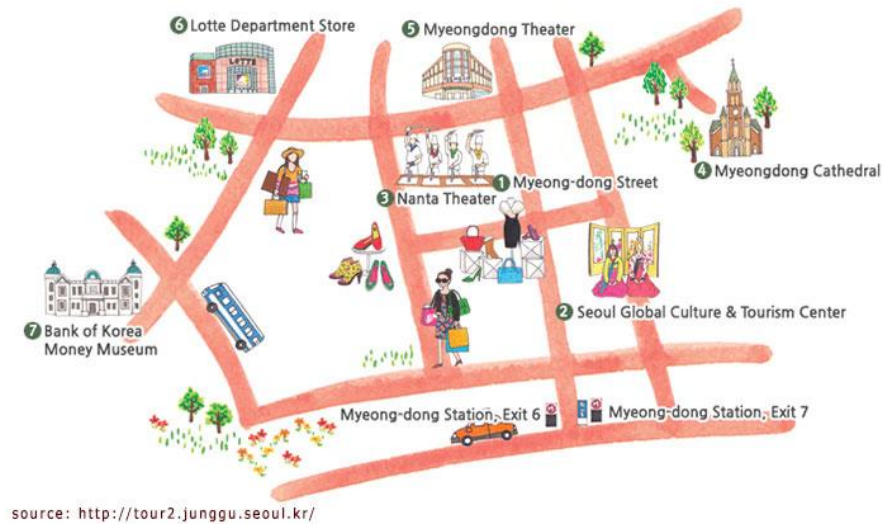 6 Lotte Department Store
5 Myeongdong Theater
LOTTE
4 Myeongdong Cathedral
1 Myeong-dong Street
3 Nanta Theater
2 Seoul Global Culture & Tourism Center
7 Bank of Korea
Money Museum
Myeong-dong Station, Exit 6
Myeong-dong Station, Exit 7
source: http://tour2.junggu.seoul.kr/